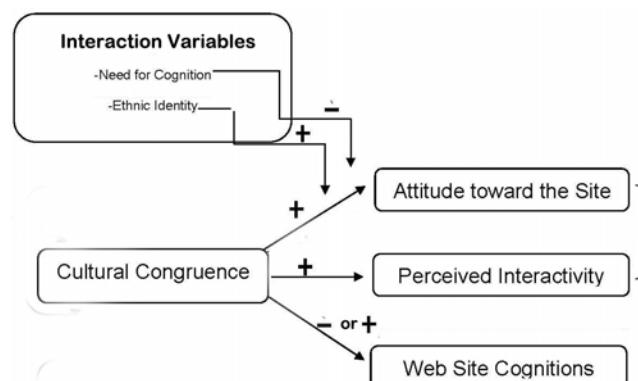 Interaction Variables
-Need for Cognition
-Ethnic Identity
−
+
+
Attitude toward the Site
Cultural Congruence
+
Perceived Interactivity
− or +
Web Site Cognitions